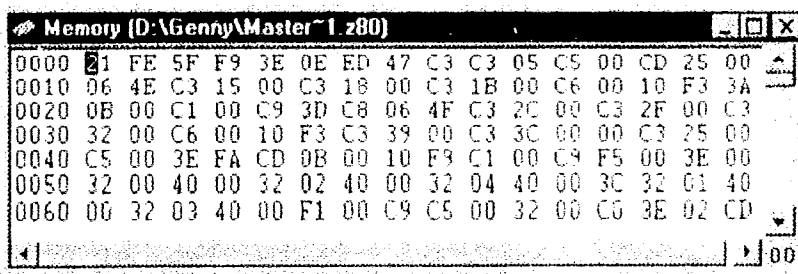 Memory (D:\Genny\Master~1.z80)
0000 21 FE 5F F9 3E 0E ED 47 C3 C3 05 C5 00 CD 25 00
0010 06 4E C3 15 00 C3 18 00 C3 1B 00 C6 00 10 F3 3A
0020 0B 00 C1 00 C9 3D C8 06 4F C3 2C 00 C3 2F 00 C3
0030 32 00 C6 00 10 F3 C3 39 00 C3 3C 00 00 C3 25 00
0040 C5 00 3E FA CD 0B 00 10 F9 C1 00 C9 F5 00 3E 00
0050 32 00 40 00 32 02 40 00 32 04 40 00 3C 32 01 40
0060 00 32 03 40 00 F1 00 C9 C5 00 32 00 C0 3E 02 CD
00